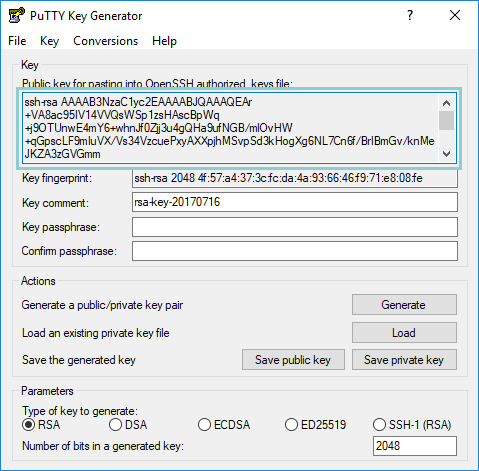 PuTTY Key Generator
File Key Conversions Help
Key
Public key for pasting into OpenSSH authorized_keys file:
ssh-rsa AAAAB3NzaC1yc2EAAAABJQAAAQEAr
+VA8ac95IV14VVQsWSp1zsHAscBpWq
+j9OTUnwE4mY6+whnJf0Zjj3u4gQHa9ufNGB/mlOvHW
+qGpscLF9mIuVX/Vs34VzcuePxyAXXpjhMSvpSd3kHogXg6NL7Cn6f/BrlBmGv/knMe
JKZA3zGVGmm
Key fingerprint: ssh-rsa 2048 4f:57:a4:37:3c:fc:da:4a:93:66:46:f9:71:e8:08:fe
Key comment: rsa-key-20170716
Key passphrase:
Confirm passphrase:
Actions
Generate a public/private key pair Generate
Load an existing private key file Load
Save the generated key Save public key Save private key
Parameters
Type of key to generate:
RSA DSA ECDSA ED25519 SSH-1 (RSA)
Number of bits in a generated key: 2048